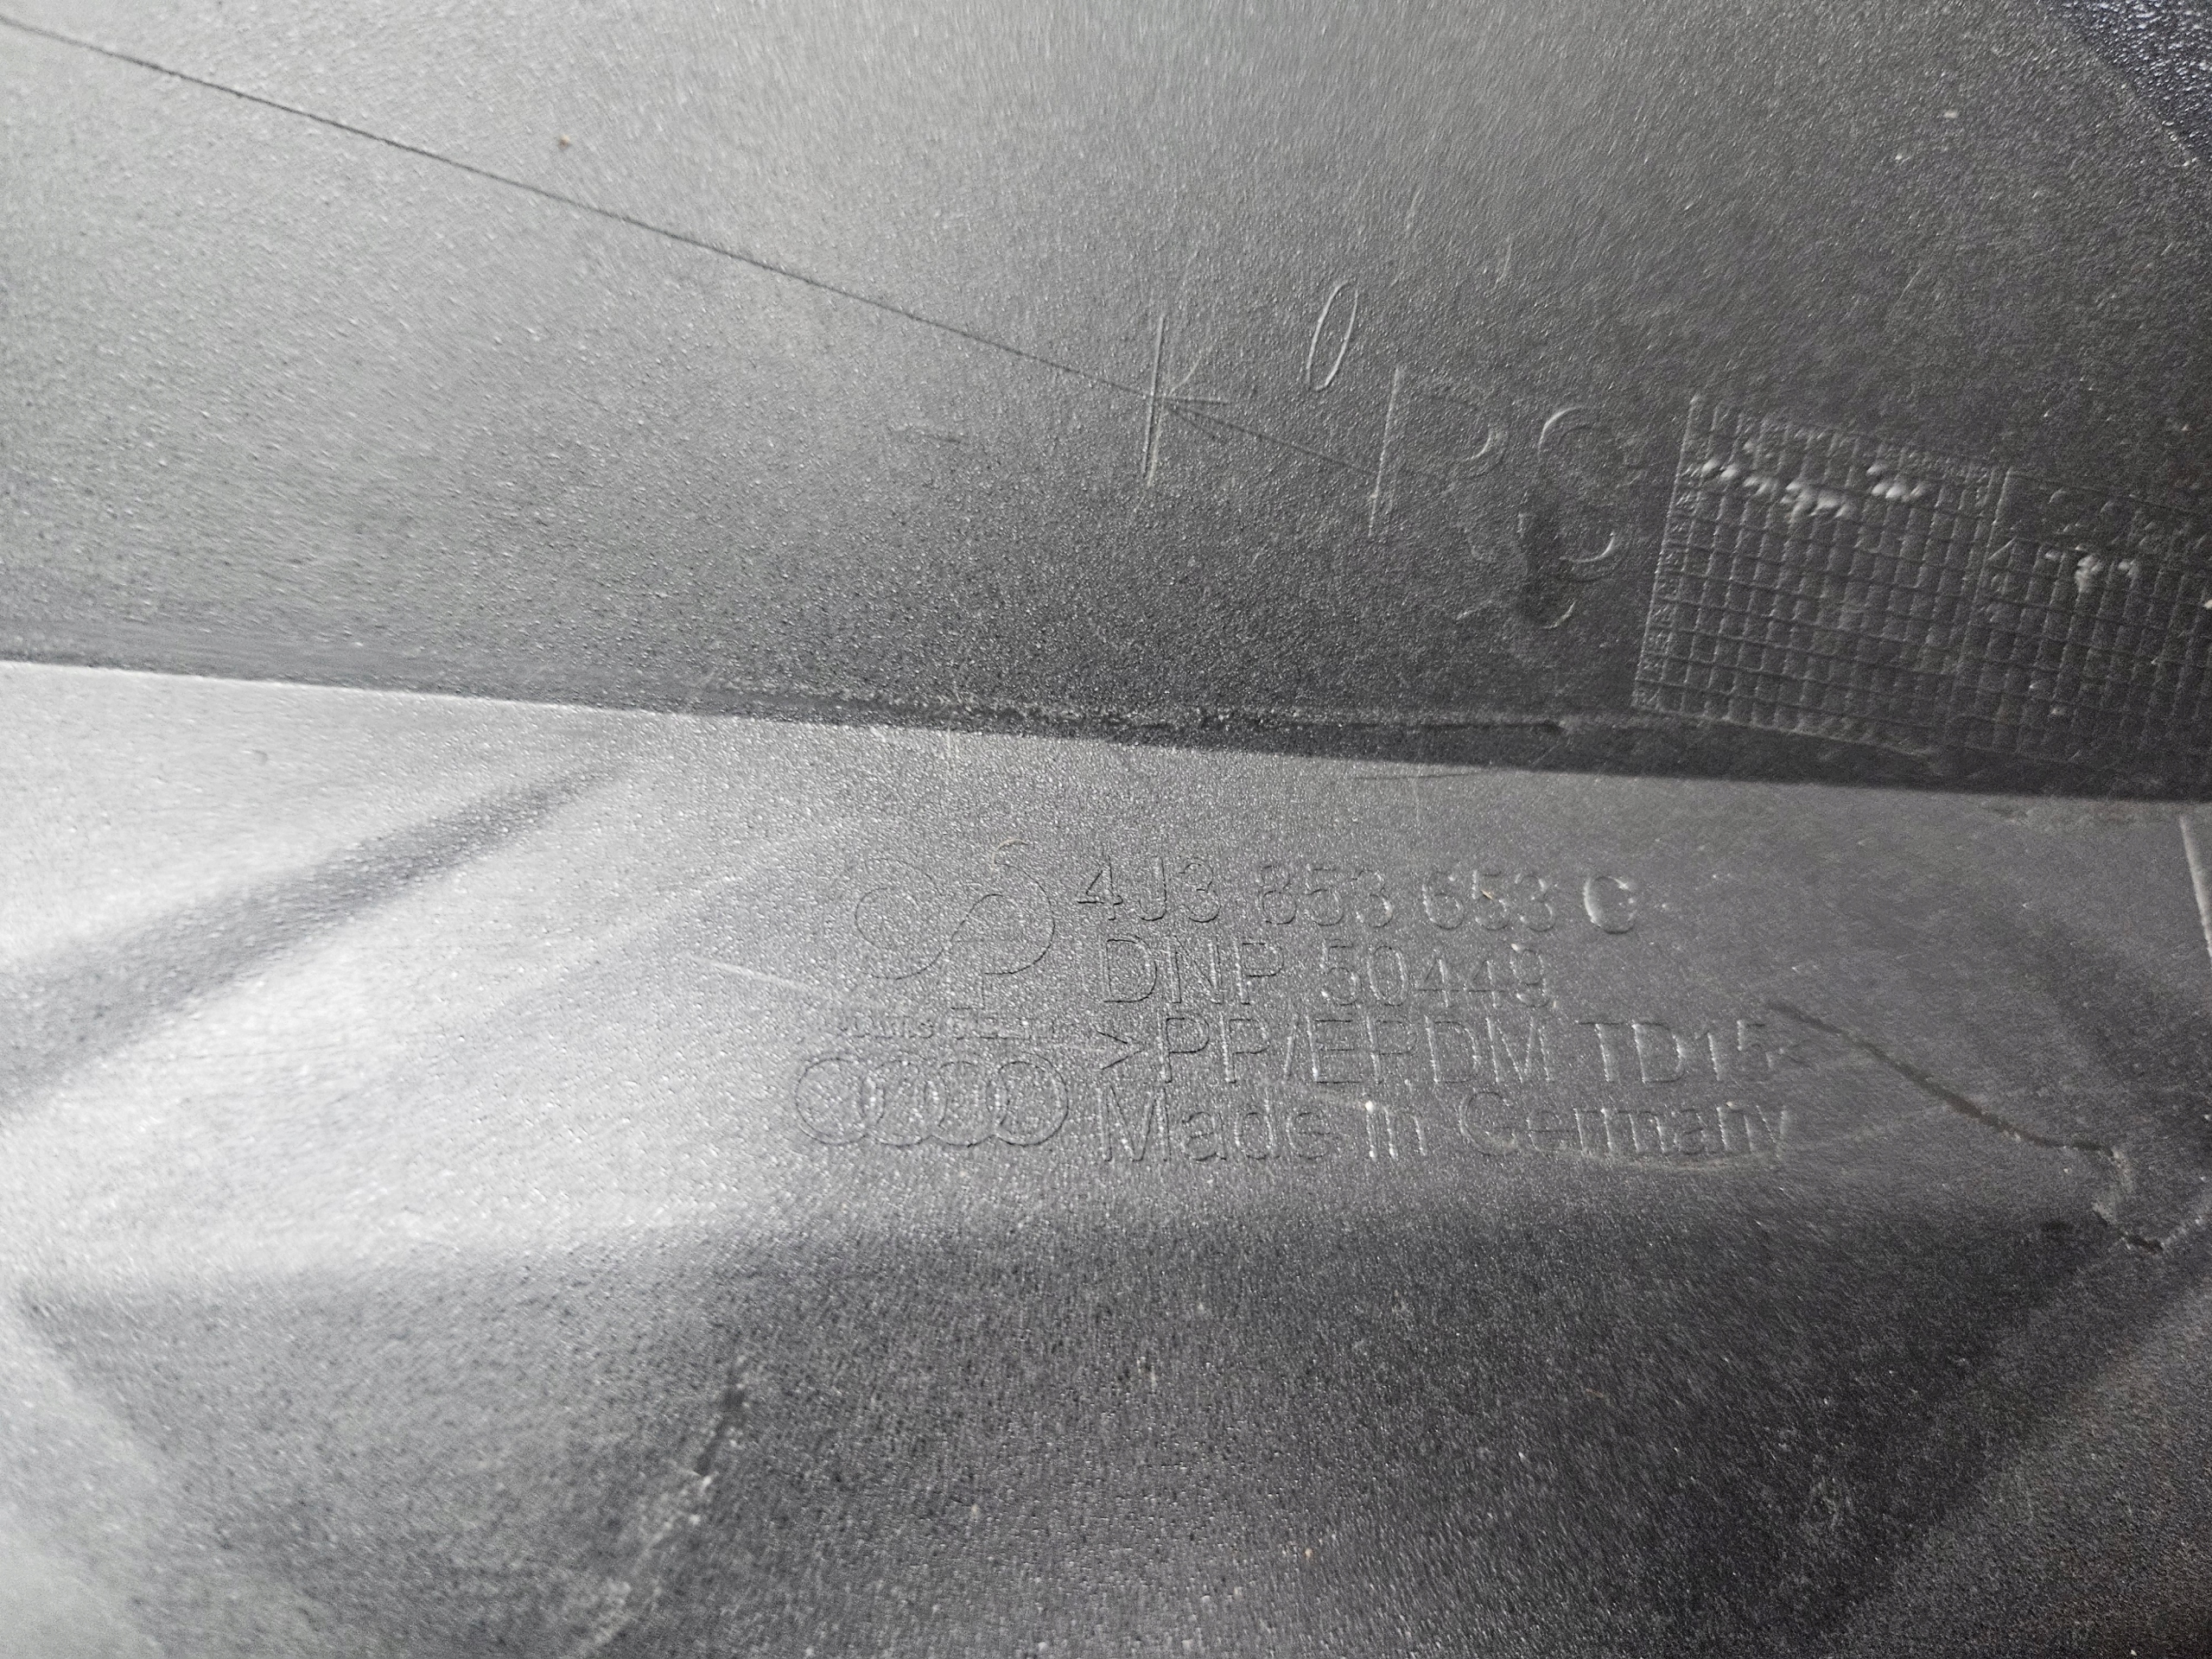 4J3 853 653 C
DNP 50449
>PP/EPDM TD15<
Made in Germany